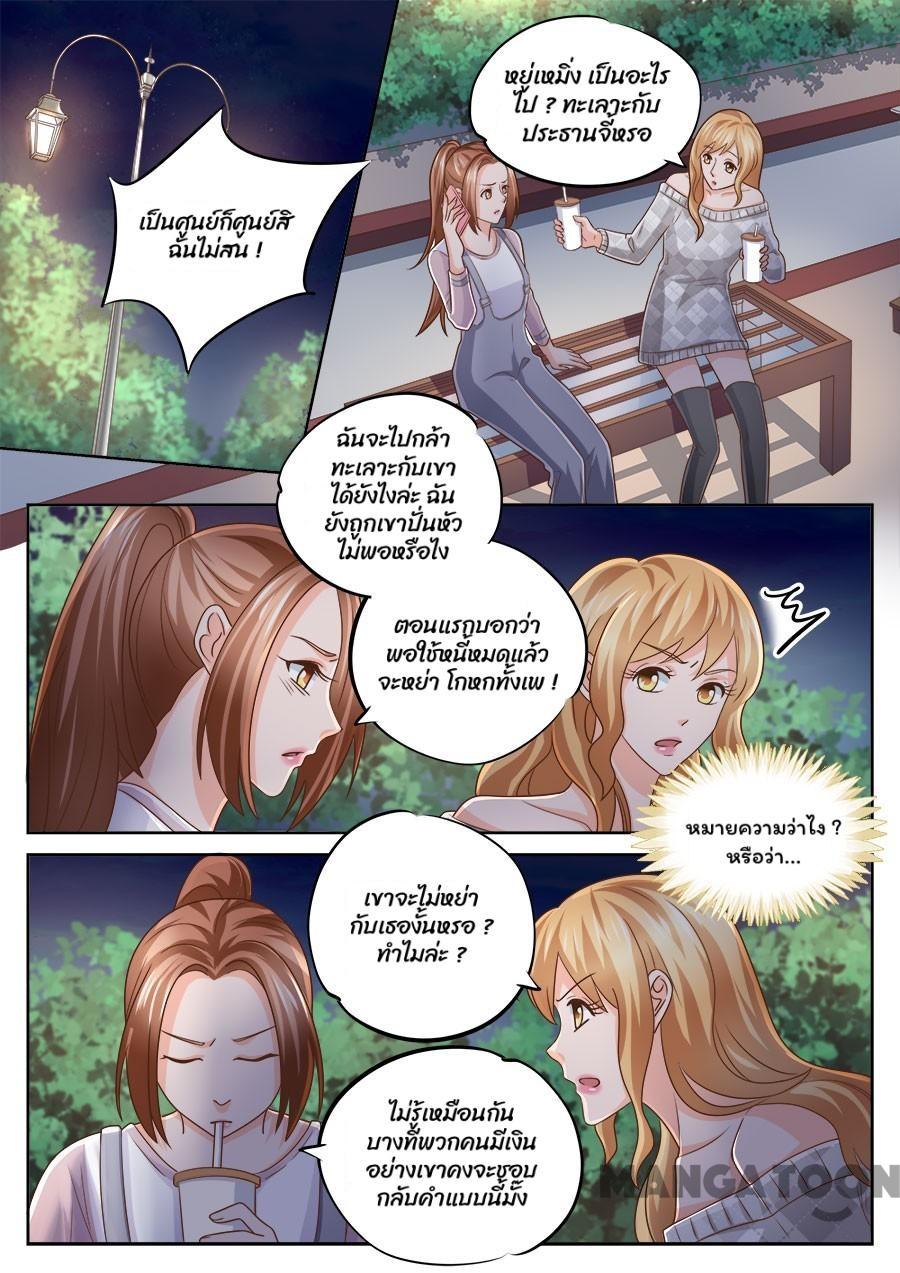 หยู่เหมิ่ง เป็นอะไร
ไป ? ทะเลาะกับ
ประธานจี้หรอ
เป็นศูนย์ก็ศูนย์สิ
ฉันไม่สน !
ฉันจะไปกล้า
ทะเลาะกับเขา
ได้ยังไงล่ะ ฉัน
ยังถูกเขาปั่นหัว
ไม่พอหรือไง
ตอนแรกบอกว่า
พอใช้หนี้หมดแล้ว
จะหย่า โกหกทั้งเพ !
หมายความว่าไง ?
หรือว่า...
เขาจะไม่หย่า
กับเธองั้นหรอ ?
ทำไมล่ะ ?
ไม่รู้เหมือนกัน
บางทีพวกคนมีเงิน
อย่างเขาคงจะชอบ
กลับคำแบบนี้มั้ง
MANGATOON